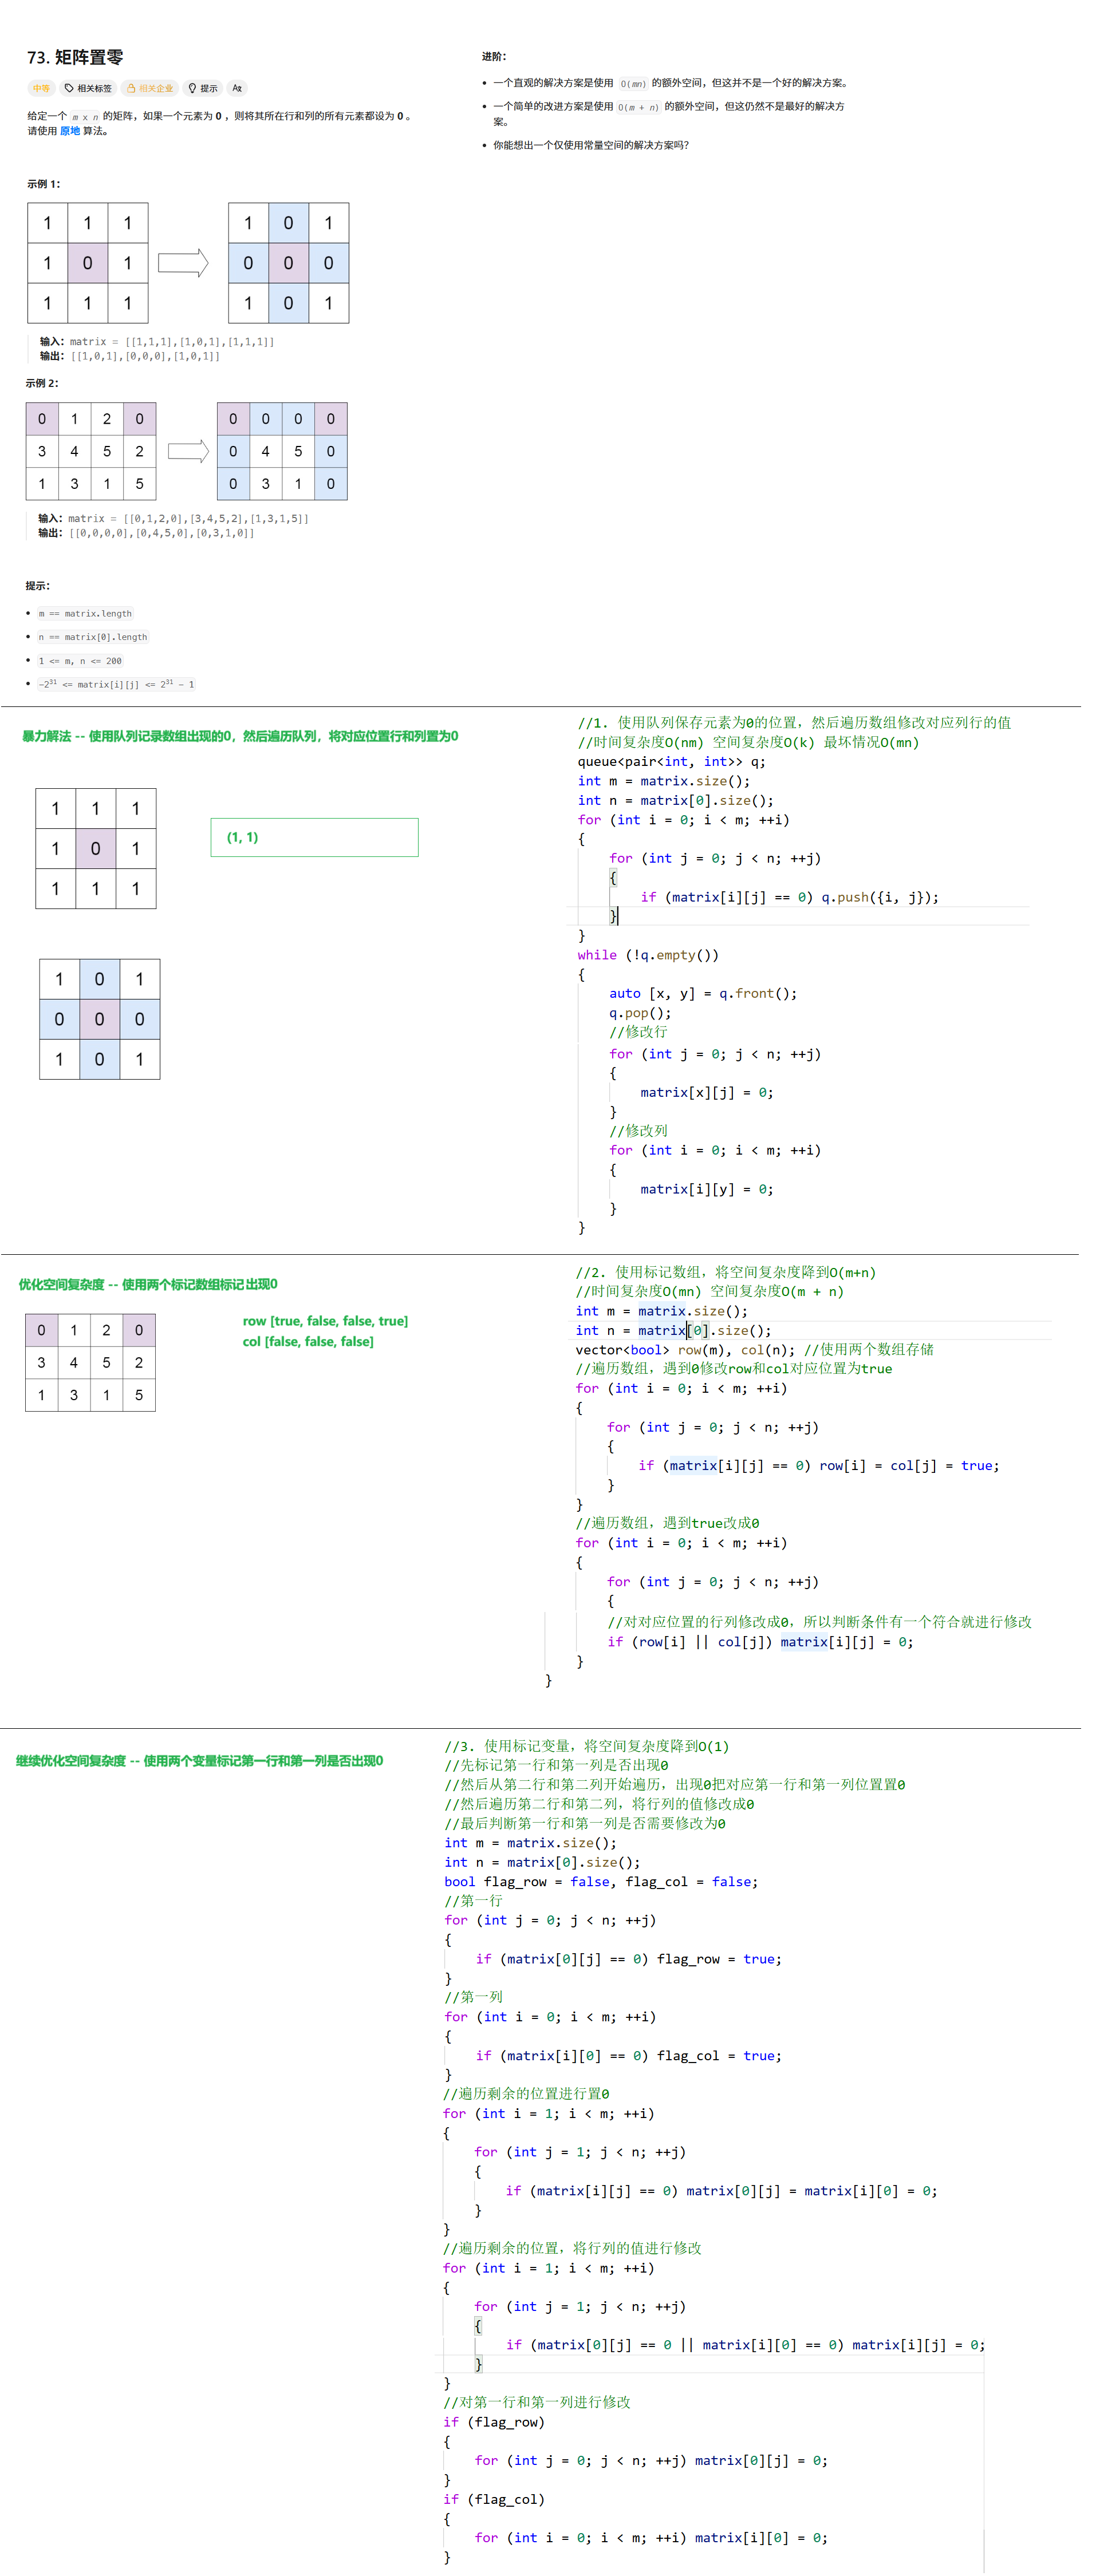 73. 矩阵置零
中等 相关标签 相关企业 提示 Aズ
给定一个 m x n 的矩阵，如果一个元素为 0 ，则将其所在行和列的所有元素都设为 0 。
请使用 原地 算法。
示例 1：
1 1 1
1 0 1
1 1 1
1 0 1
0 0 0
1 0 1
输入：matrix = [[1,1,1],[1,0,1],[1,1,1]]
输出：[[1,0,1],[0,0,0],[1,0,1]]
示例 2：
0 1 2 0
3 4 5 2
1 3 1 5
0 0 0 0
0 4 5 0
0 3 1 0
输入：matrix = [[0,1,2,0],[3,4,5,2],[1,3,1,5]]
输出：[[0,0,0,0],[0,4,5,0],[0,3,1,0]]
提示：
m == matrix.length
n == matrix[0].length
1 <= m, n <= 200
-2^31 <= matrix[i][j] <= 2^31 - 1
进阶：
一个直观的解决方案是使用 O(mn) 的额外空间，但这并不是一个好的解决方案。
一个简单的改进方案是使用 O(m + n) 的额外空间，但这仍然不是最好的解决方
案。
你能想出一个仅使用常量空间的解决方案吗？
暴力解法 -- 使用队列记录数组出现的0，然后遍历队列，将对应位置行和列置为0
1 1 1
1 0 1
1 1 1
(1, 1)
1 0 1
0 0 0
1 0 1
//1. 使用队列保存元素为0的位置，然后遍历数组修改对应列行的值
//时间复杂度O(nm) 空间复杂度O(k) 最坏情况O(mn)
queue<pair<int, int>> q;
int m = matrix.size();
int n = matrix[0].size();
for (int i = 0; i < m; ++i)
{
for (int j = 0; j < n; ++j)
{
if (matrix[i][j] == 0) q.push({i, j});
}
}
while (!q.empty())
{
auto [x, y] = q.front();
q.pop();
//修改行
for (int j = 0; j < n; ++j)
{
matrix[x][j] = 0;
}
//修改列
for (int i = 0; i < m; ++i)
{
matrix[i][y] = 0;
}
}
优化空间复杂度 -- 使用两个标记数组标记出现0
0 1 2 0
3 4 5 2
1 3 1 5
row [true, false, false, true]
col [false, false, false]
//2. 使用标记数组，将空间复杂度降到O(m+n)
//时间复杂度O(mn) 空间复杂度O(m + n)
int m = matrix.size();
int n = matrix[0].size();
vector<bool> row(m), col(n); //使用两个数组存储
//遍历数组，遇到0修改row和col对应位置为true
for (int i = 0; i < m; ++i)
{
for (int j = 0; j < n; ++j)
{
if (matrix[i][j] == 0) row[i] = col[j] = true;
}
}
//遍历数组，遇到true改成0
for (int i = 0; i < m; ++i)
{
for (int j = 0; j < n; ++j)
{
//对对应位置的行列修改成0，所以判断条件有一个符合就进行修改
if (row[i] || col[j]) matrix[i][j] = 0;
}
}
继续优化空间复杂度 -- 使用两个变量标记第一行和第一列是否出现0
//3. 使用标记变量，将空间复杂度降到O(1)
//先标记第一行和第一列是否出现0
//然后从第二行和第二列开始遍历，出现0把对应第一行和第一列位置置0
//然后遍历第二行和第二列，将行列的值修改成0
//最后判断第一行和第一列是否需要修改为0
int m = matrix.size();
int n = matrix[0].size();
bool flag_row = false, flag_col = false;
//第一行
for (int j = 0; j < n; ++j)
{
if (matrix[0][j] == 0) flag_row = true;
}
//第一列
for (int i = 0; i < m; ++i)
{
if (matrix[i][0] == 0) flag_col = true;
}
//遍历剩余的位置进行置0
for (int i = 1; i < m; ++i)
{
for (int j = 1; j < n; ++j)
{
if (matrix[i][j] == 0) matrix[0][j] = matrix[i][0] = 0;
}
}
//遍历剩余的位置，将行列的值进行修改
for (int i = 1; i < m; ++i)
{
for (int j = 1; j < n; ++j)
{
if (matrix[0][j] == 0 || matrix[i][0] == 0) matrix[i][j] = 0;
}
}
//对第一行和第一列进行修改
if (flag_row)
{
for (int j = 0; j < n; ++j) matrix[0][j] = 0;
}
if (flag_col)
{
for (int i = 0; i < m; ++i) matrix[i][0] = 0;
}